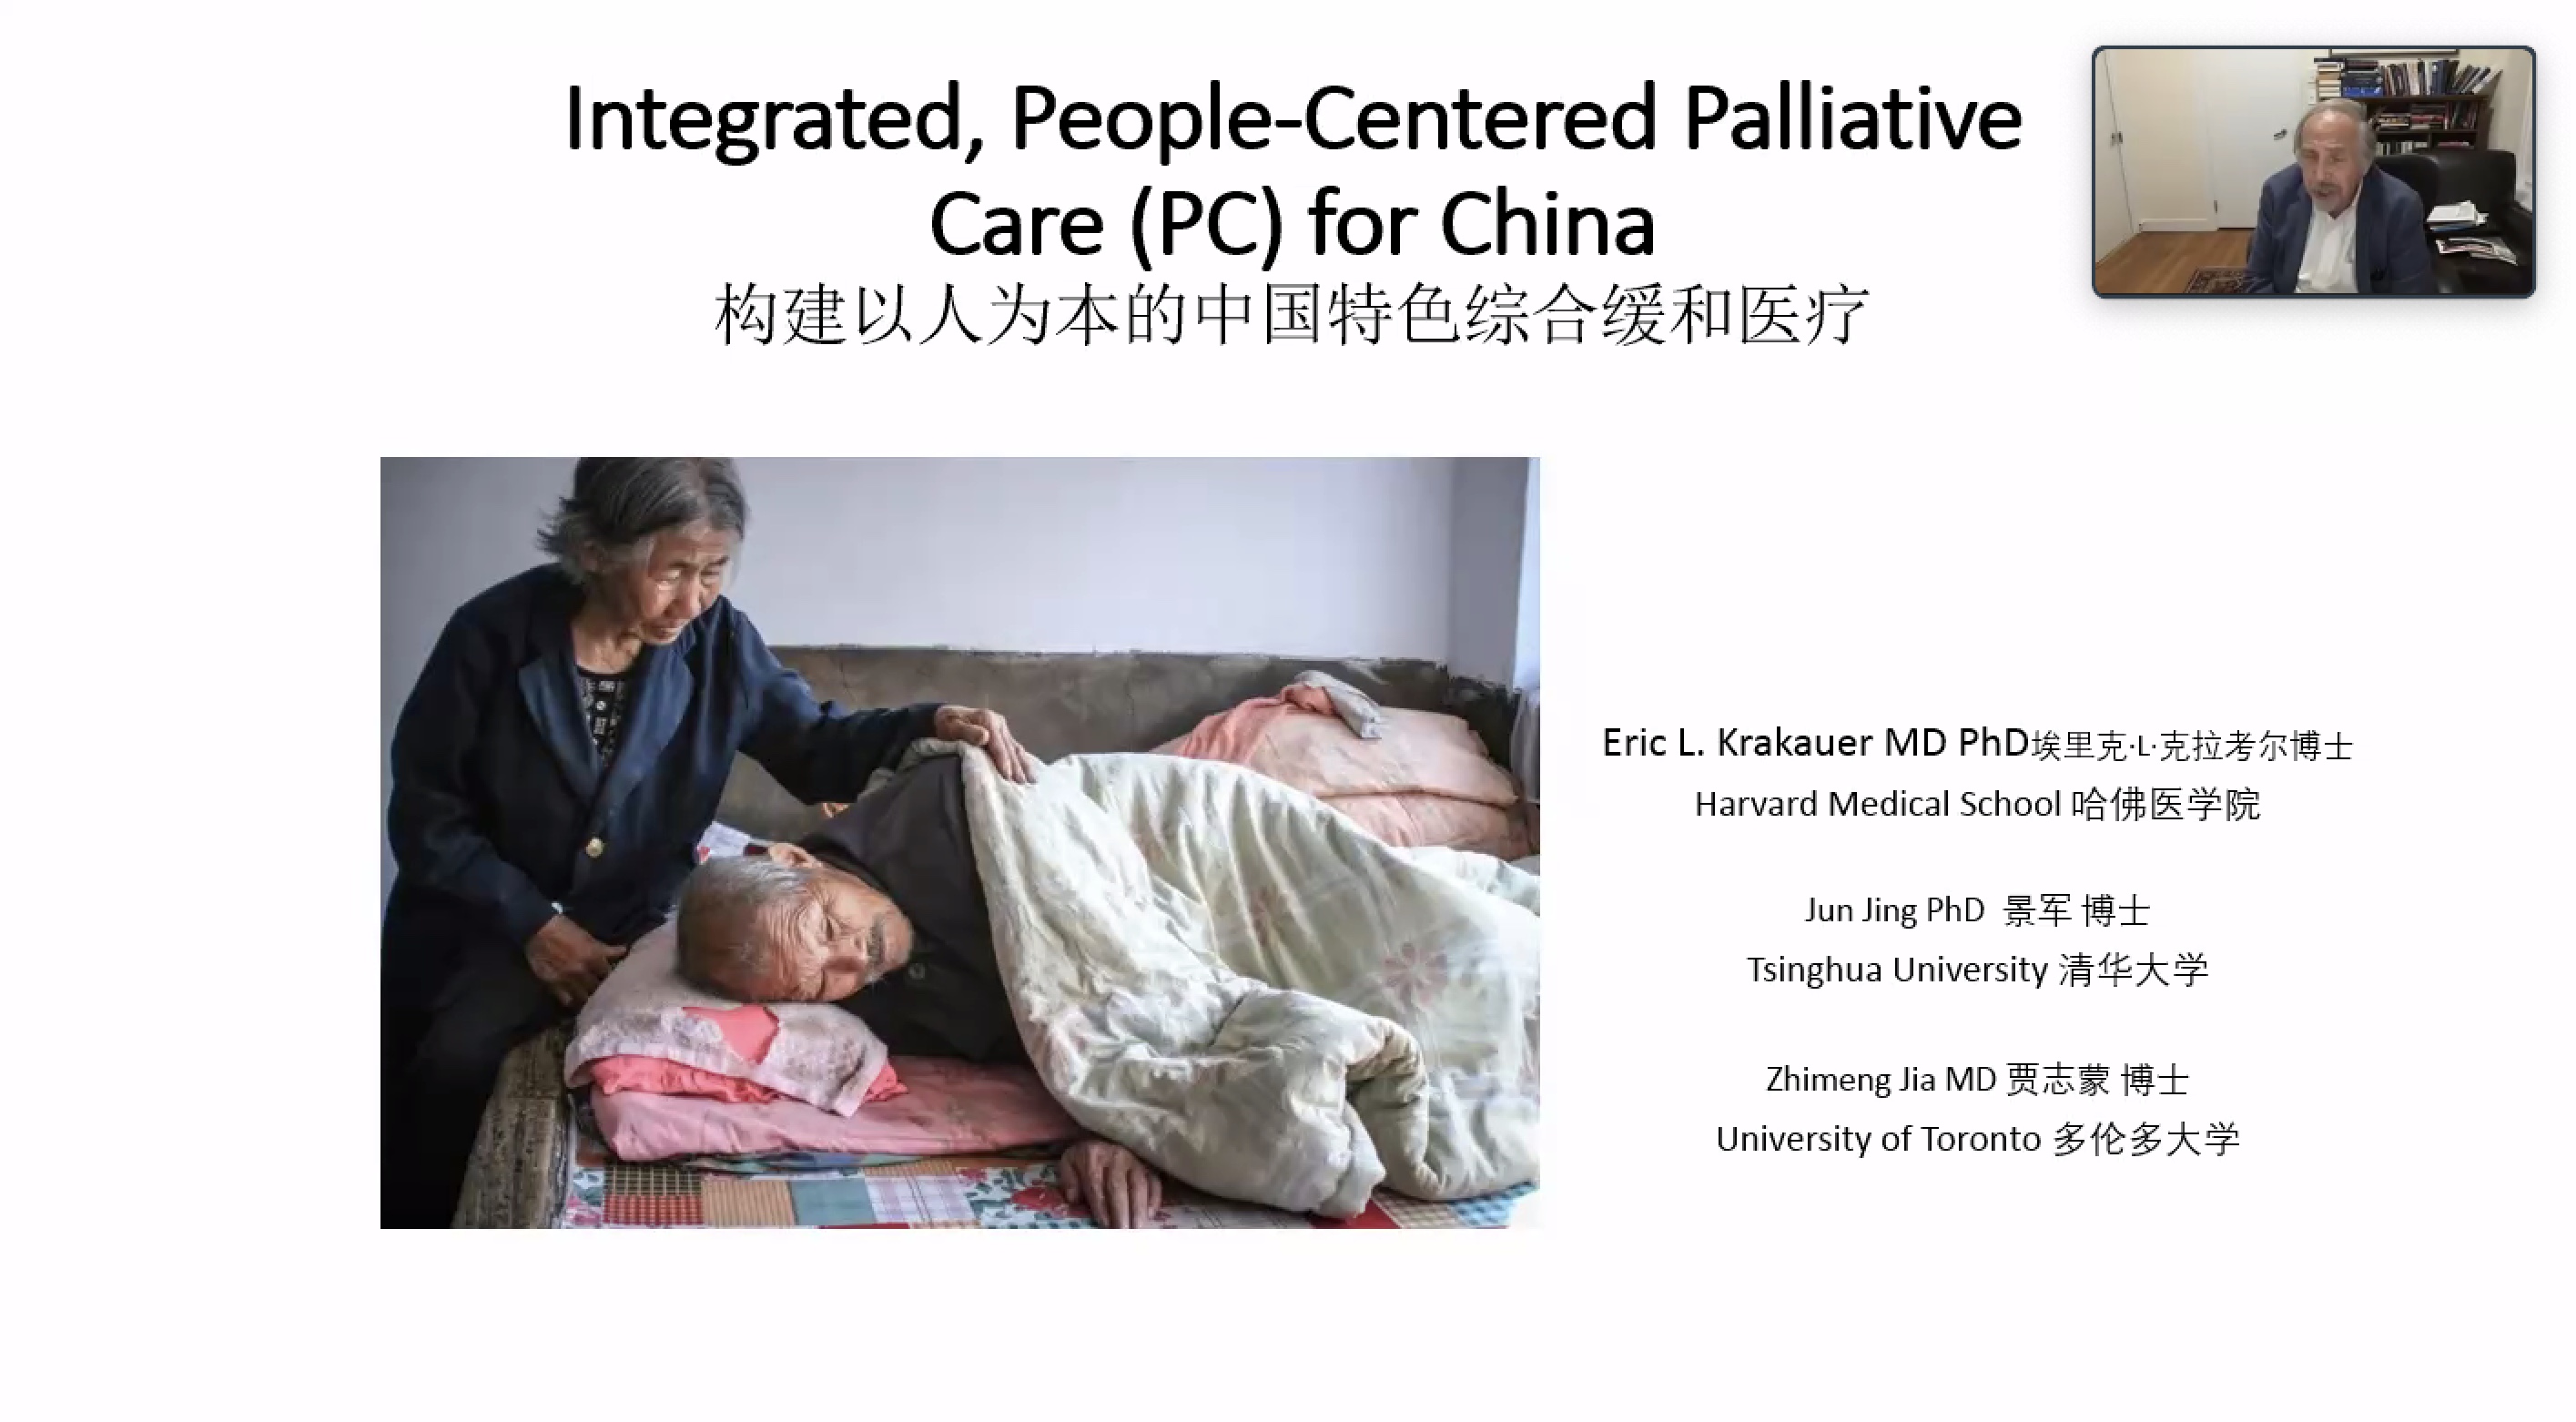 Integrated, People-Centered Palliative
Care (PC) for China
构建以人为本的中国特色综合缓和医疗
Eric L. Krakauer MD PhD埃里克·L·克拉考尔博士
Harvard Medical School 哈佛医学院
Jun Jing PhD 景军 博士
Tsinghua University 清华大学
Zhimeng Jia MD 贾志蒙 博士
University of Toronto 多伦多大学